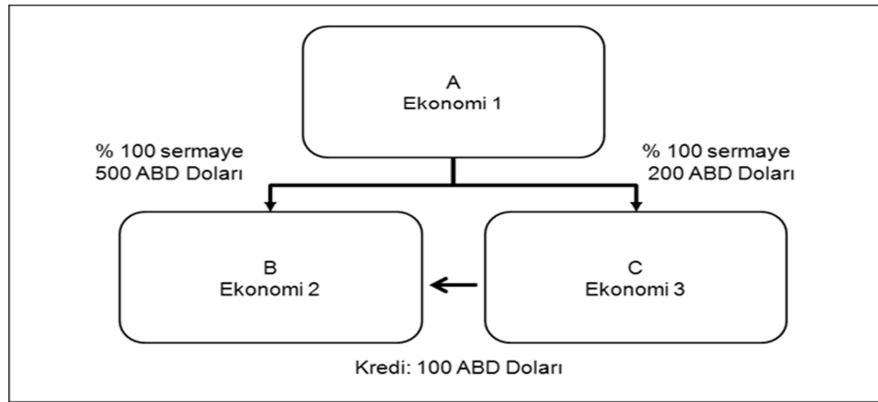 A
Ekonomi 1
% 100 sermaye
500 ABD Doları
% 100 sermaye
200 ABD Doları
B
Ekonomi 2
C
Ekonomi 3
Kredi: 100 ABD Doları